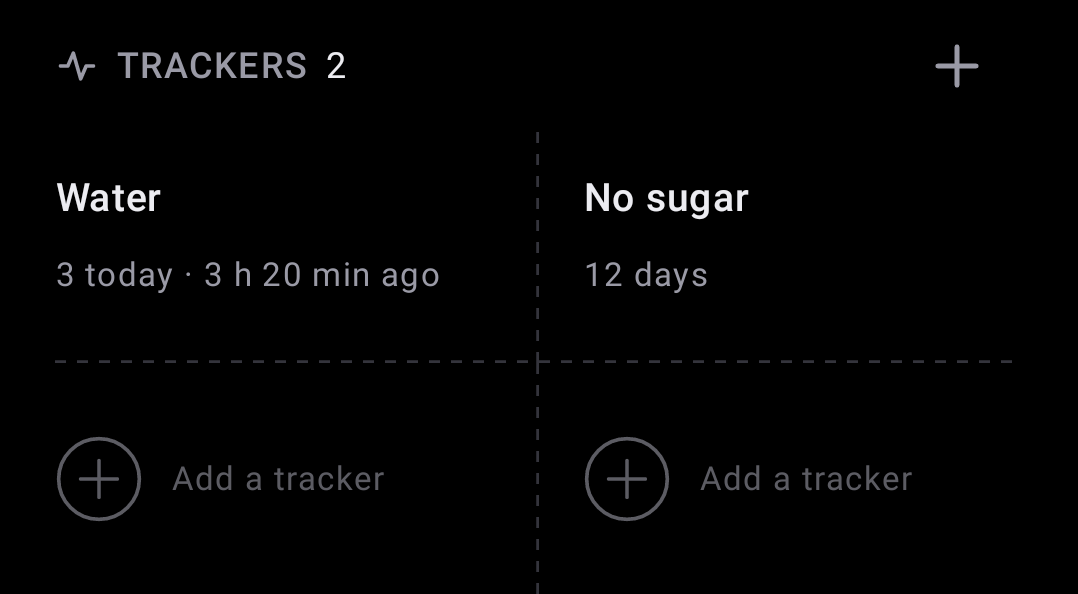 TRACKERS 2
Water
3 today · 3 h 20 min ago
No sugar
12 days
Add a tracker
Add a tracker